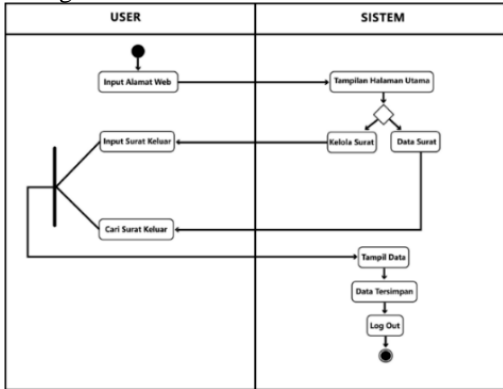 USER
SISTEM
Input Alamat Web
Tampilan Halaman Utama
Input Surat Keluar
Kelola Surat
Data Surat
Cari Surat Keluar
Tampil Data
Data Tersimpan
Log Out